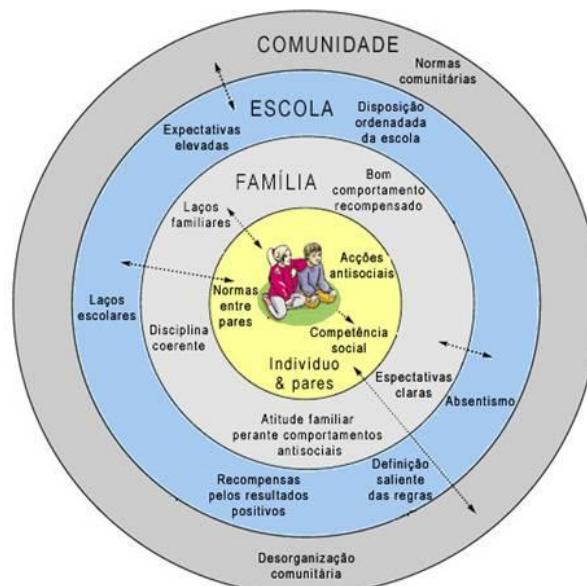 COMUNIDADE
Normas
comunitárias
ESCOLA
Disposição
ordenadada
da escola
Expectativas
elevadas
FAMÍLIA
Bom
comportamento
recompensado
Laços
familiares
Acções
antisociais
Normas
entre
pares
Laços
escolares
Disciplina
coerente
Competência
social
Indivíduo
& pares
Espectativas
claras
Absentismo
Atitude familiar
perante comportamentos
antisociais
Definição
saliente
das regras
Recompensas
pelos resultados
positivos
Desorganização
comunitária